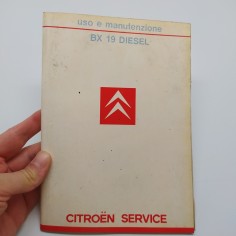 uso e manutenzione
BX 19 DIESEL
CITROËN SERVICE